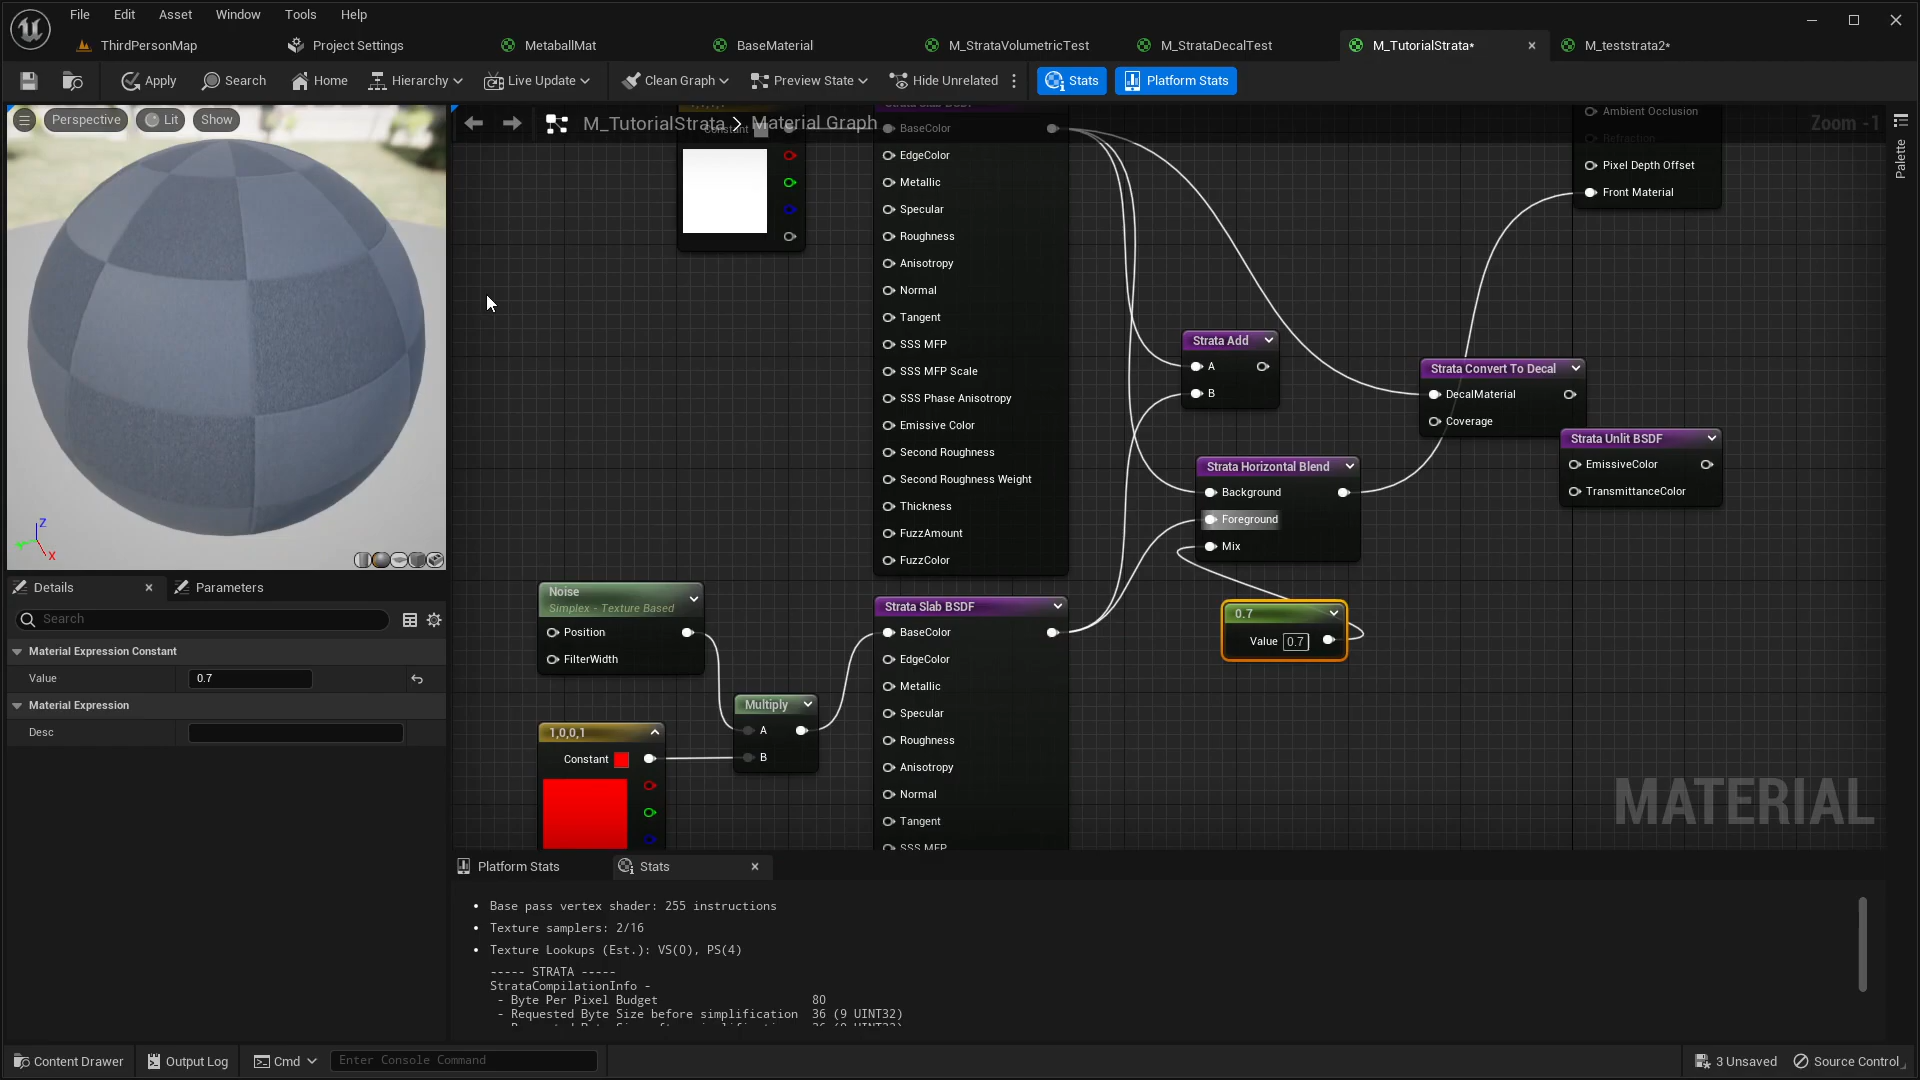 File Edit Asset Window Tools Help
ThirdPersonMap Project Settings MetaballMat BaseMaterial M_StrataVolumetricTest M_StrataDecalTest M_TutorialStrata* M_teststrata2*
Apply Search Home Hierarchy Live Update Clean Graph Preview State Hide Unrelated Stats Platform Stats
Perspective Lit Show
M_TutorialStrata > Material Graph
Zoom -1
Palette
Constant
Strata Slab BSDF
BaseColor
EdgeColor
Metallic
Specular
Roughness
Anisotropy
Normal
Tangent
SSS MFP
SSS MFP Scale
SSS Phase Anisotropy
Emissive Color
Second Roughness
Second Roughness Weight
Thickness
FuzzAmount
FuzzColor
Ambient Occlusion
Refraction
Pixel Depth Offset
Front Material
Strata Add
A
B
Strata Convert To Decal
DecalMaterial
Coverage
Strata Unlit BSDF
EmissiveColor
TransmittanceColor
Strata Horizontal Blend
Background
Foreground
Mix
0.7
Value 0.7
Noise
Simplex - Texture Based
Position
FilterWidth
Multiply
A
B
1,0,0,1
Constant
Strata Slab BSDF
BaseColor
EdgeColor
Metallic
Specular
Roughness
Anisotropy
Normal
Tangent
SSS MFP
MATERIAL
Z
X
Details Parameters
Search
Material Expression Constant
Value 0.7
Material Expression
Desc
Platform Stats Stats
• Base pass vertex shader: 255 instructions
• Texture samplers: 2/16
• Texture Lookups (Est.): VS(0), PS(4)
----- STRATA -----
StrataCompilationInfo -
- Byte Per Pixel Budget 80
- Requested Byte Size before simplification 36 (9 UINT32)
Content Drawer Output Log Cmd Enter Console Command 3 Unsaved Source Control